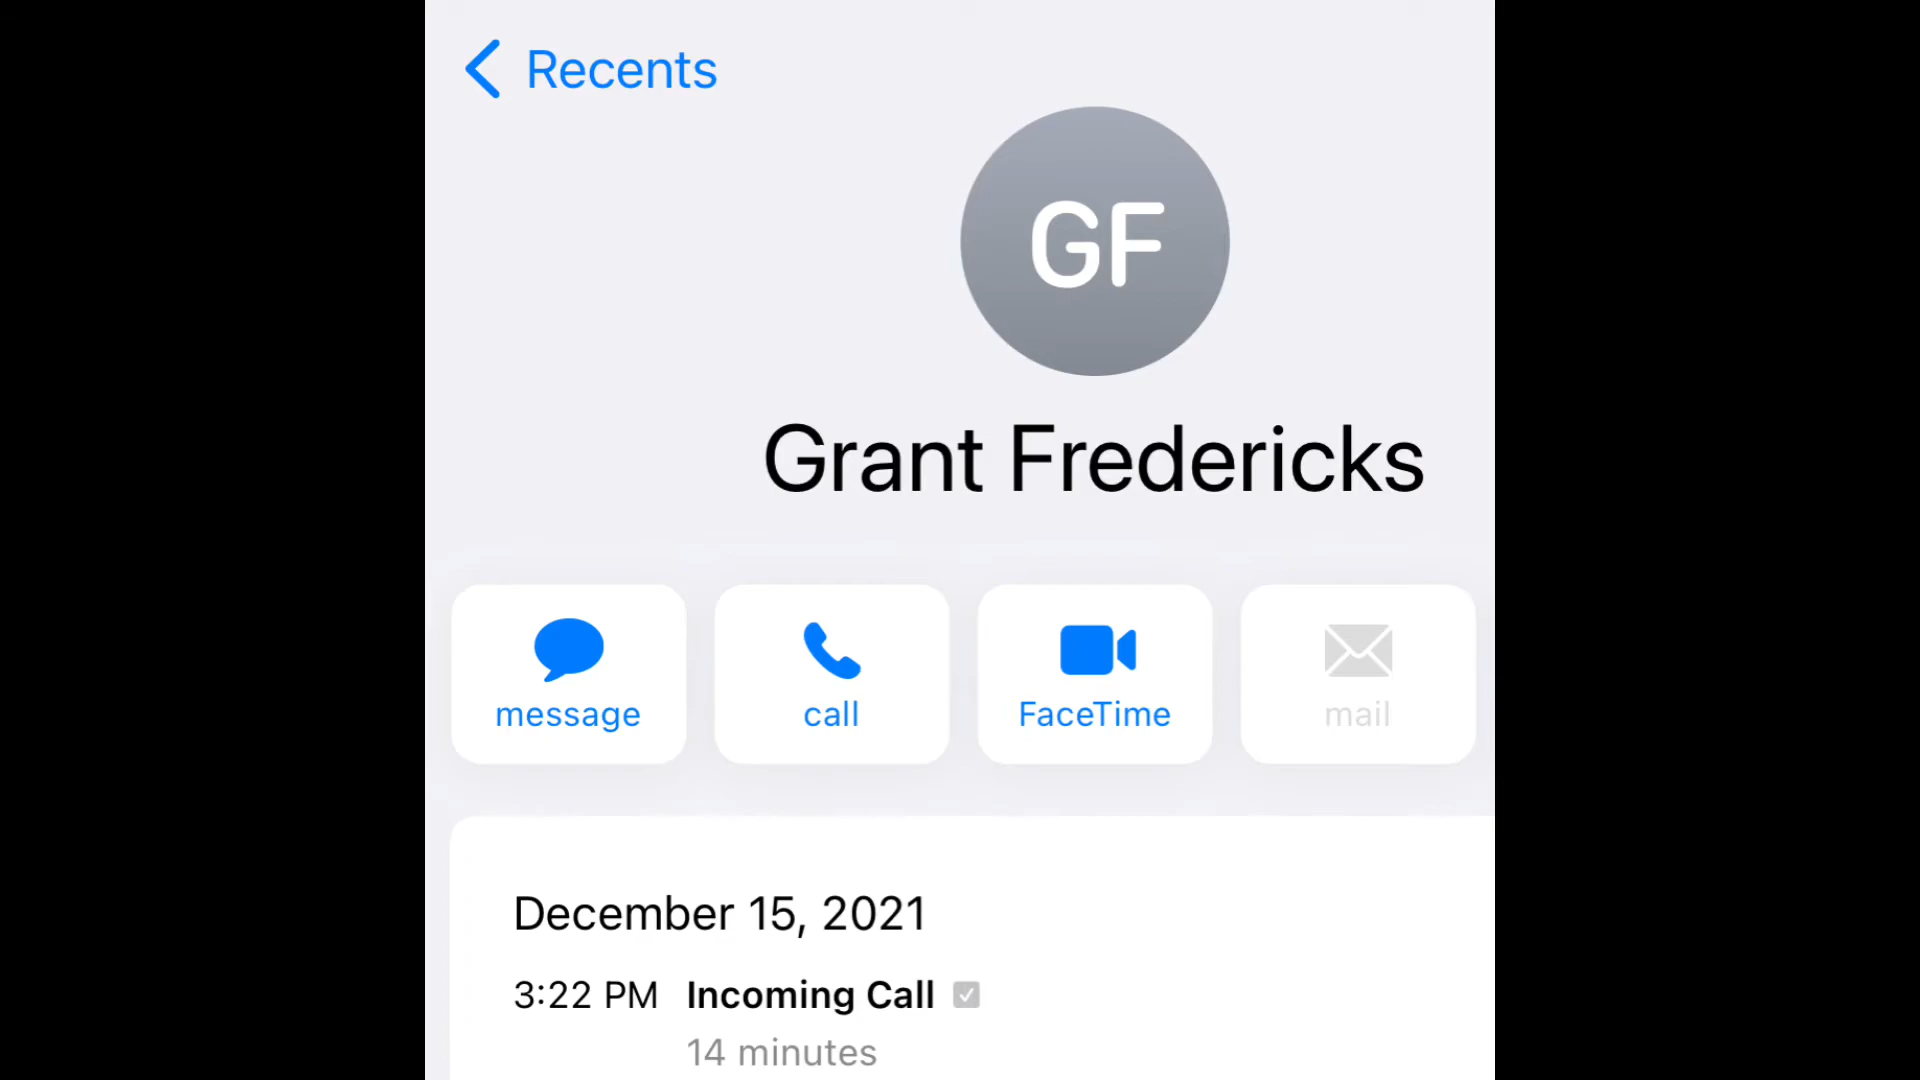 Recents
GF
Grant Fredericks
message
call
FaceTime
mail
December 15, 2021
3:22 PM Incoming Call
14 minutes